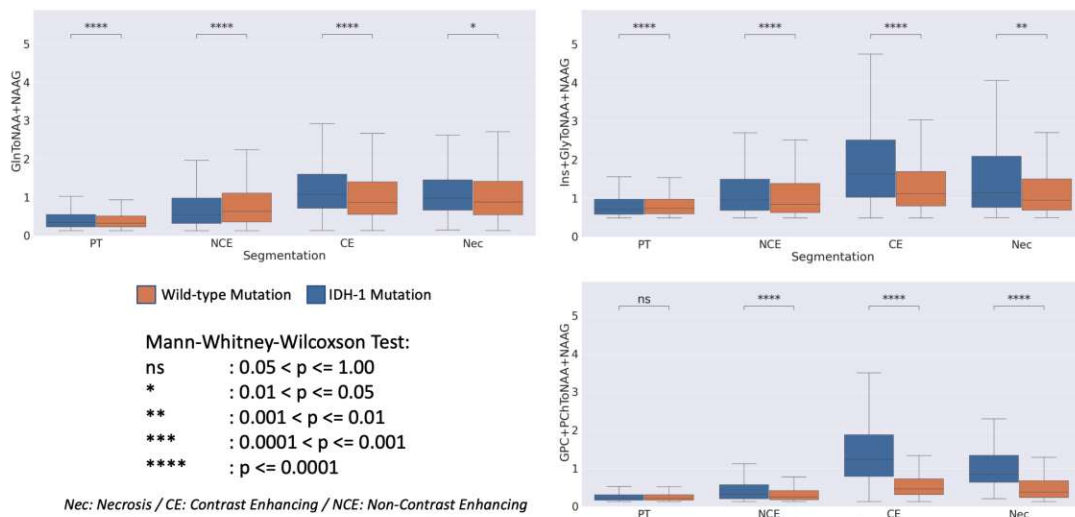 **** **** **** *
5
4
3
2
1
0
GlnToNAA+NAAG
PT NCE CE Nec
Segmentation
**** **** **** **
5
4
3
2
1
0
Ins+GlyToNAA+NAAG
PT NCE CE Nec
Segmentation
Wild-type Mutation IDH-1 Mutation
Mann-Whitney-Wilcoxson Test:
ns : 0.05 < p <= 1.00
* : 0.01 < p <= 0.05
** : 0.001 < p <= 0.01
*** : 0.0001 < p <= 0.001
**** : p <= 0.0001
Nec: Necrosis / CE: Contrast Enhancing / NCE: Non-Contrast Enhancing
ns **** **** ****
5
4
3
2
1
0
GPC+PChToNAA+NAAG
PT NCE CE Nec